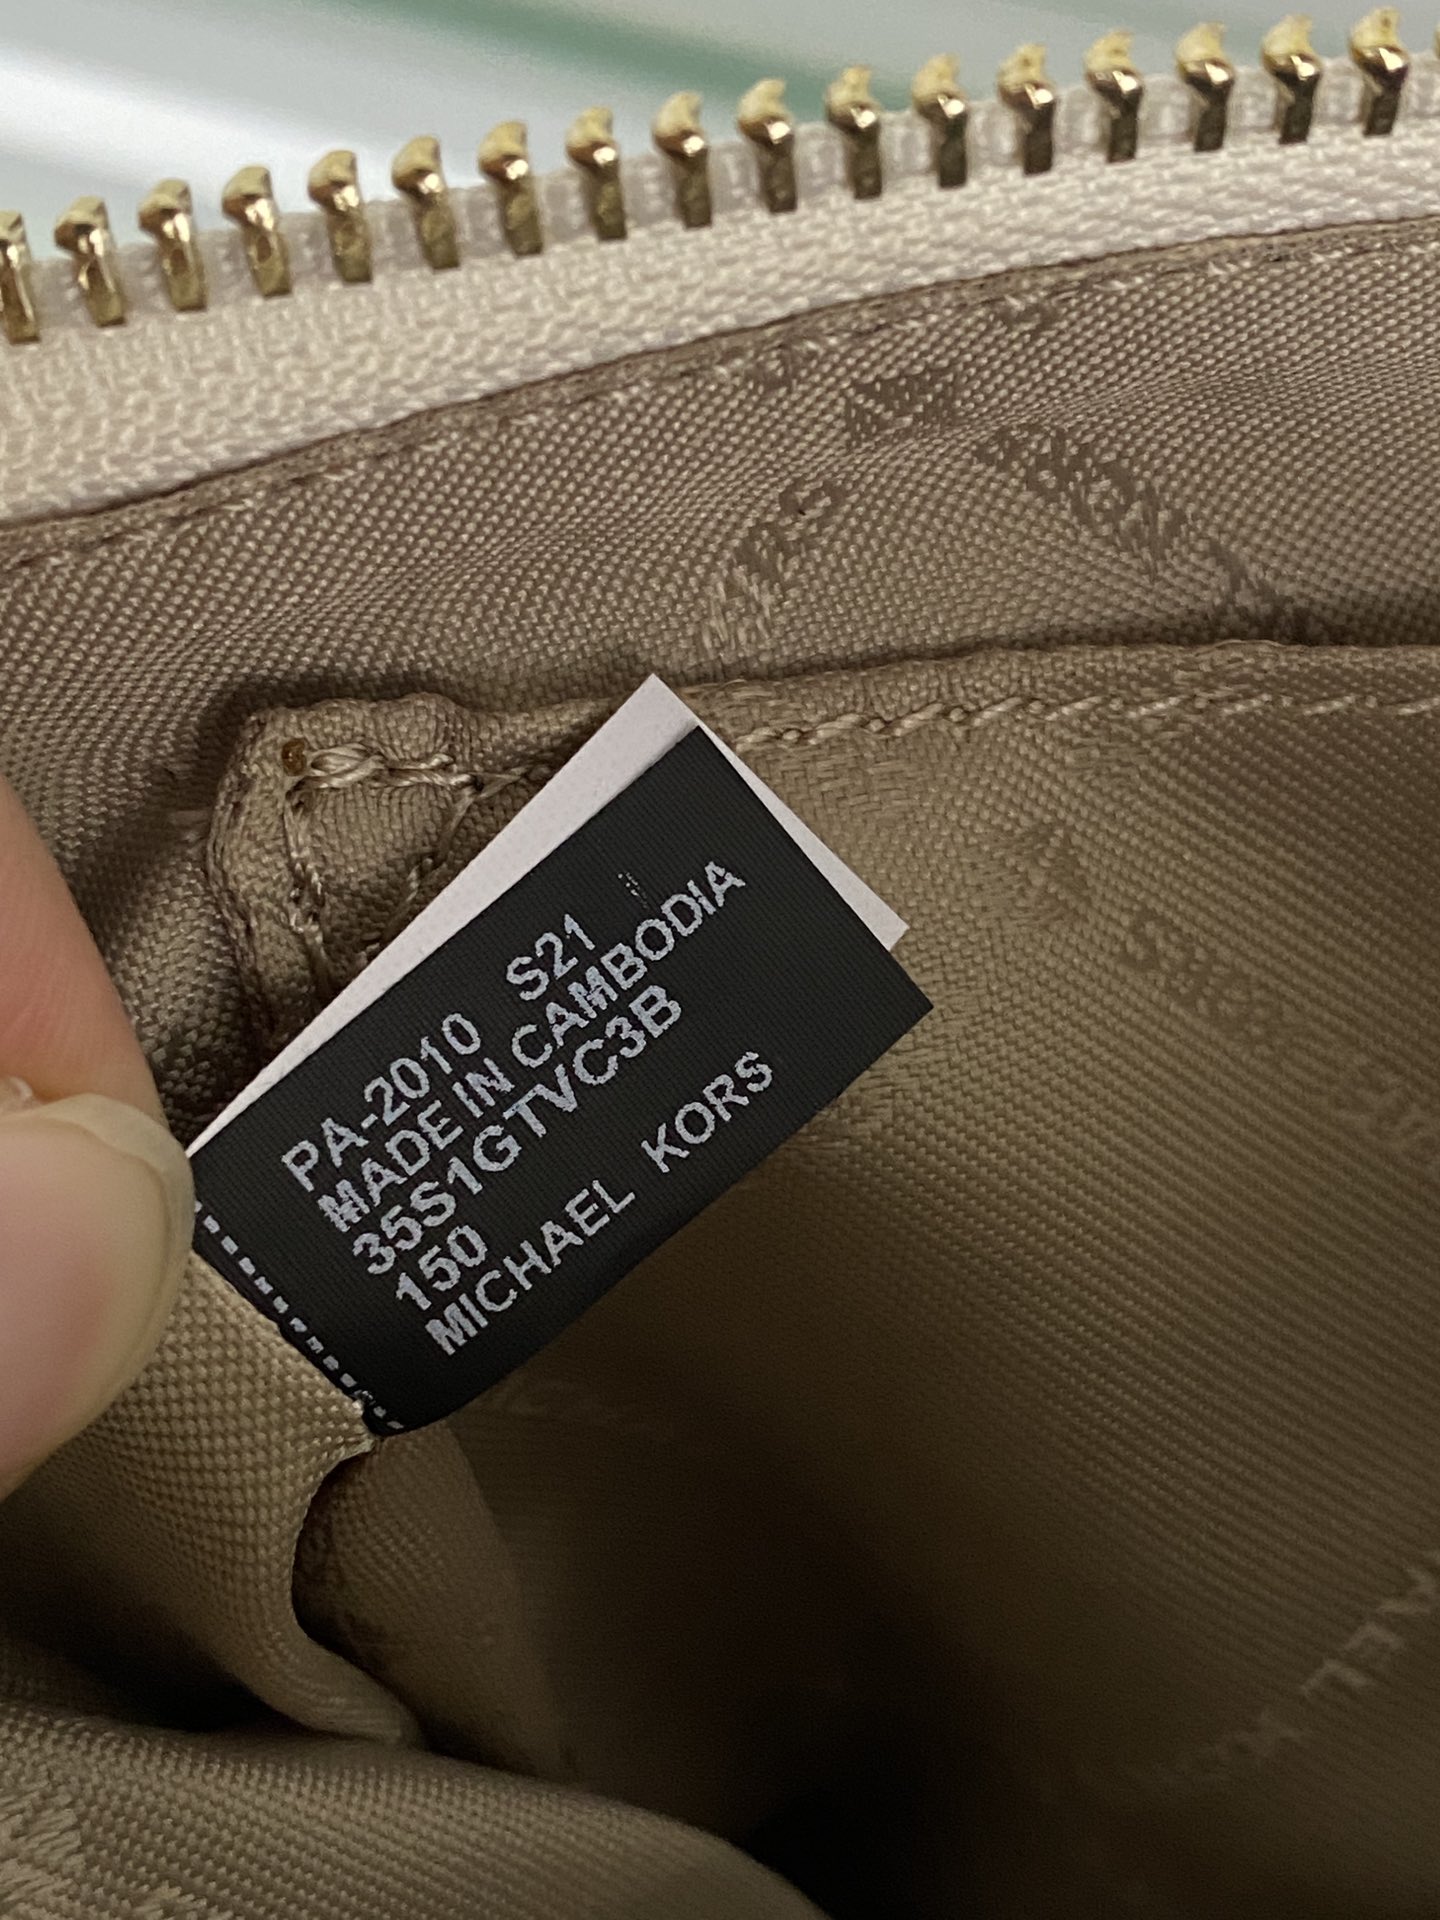 PA-2010 S21
MADE IN CAMBODIA
35S1GTVC3B
150
MICHAEL KORS